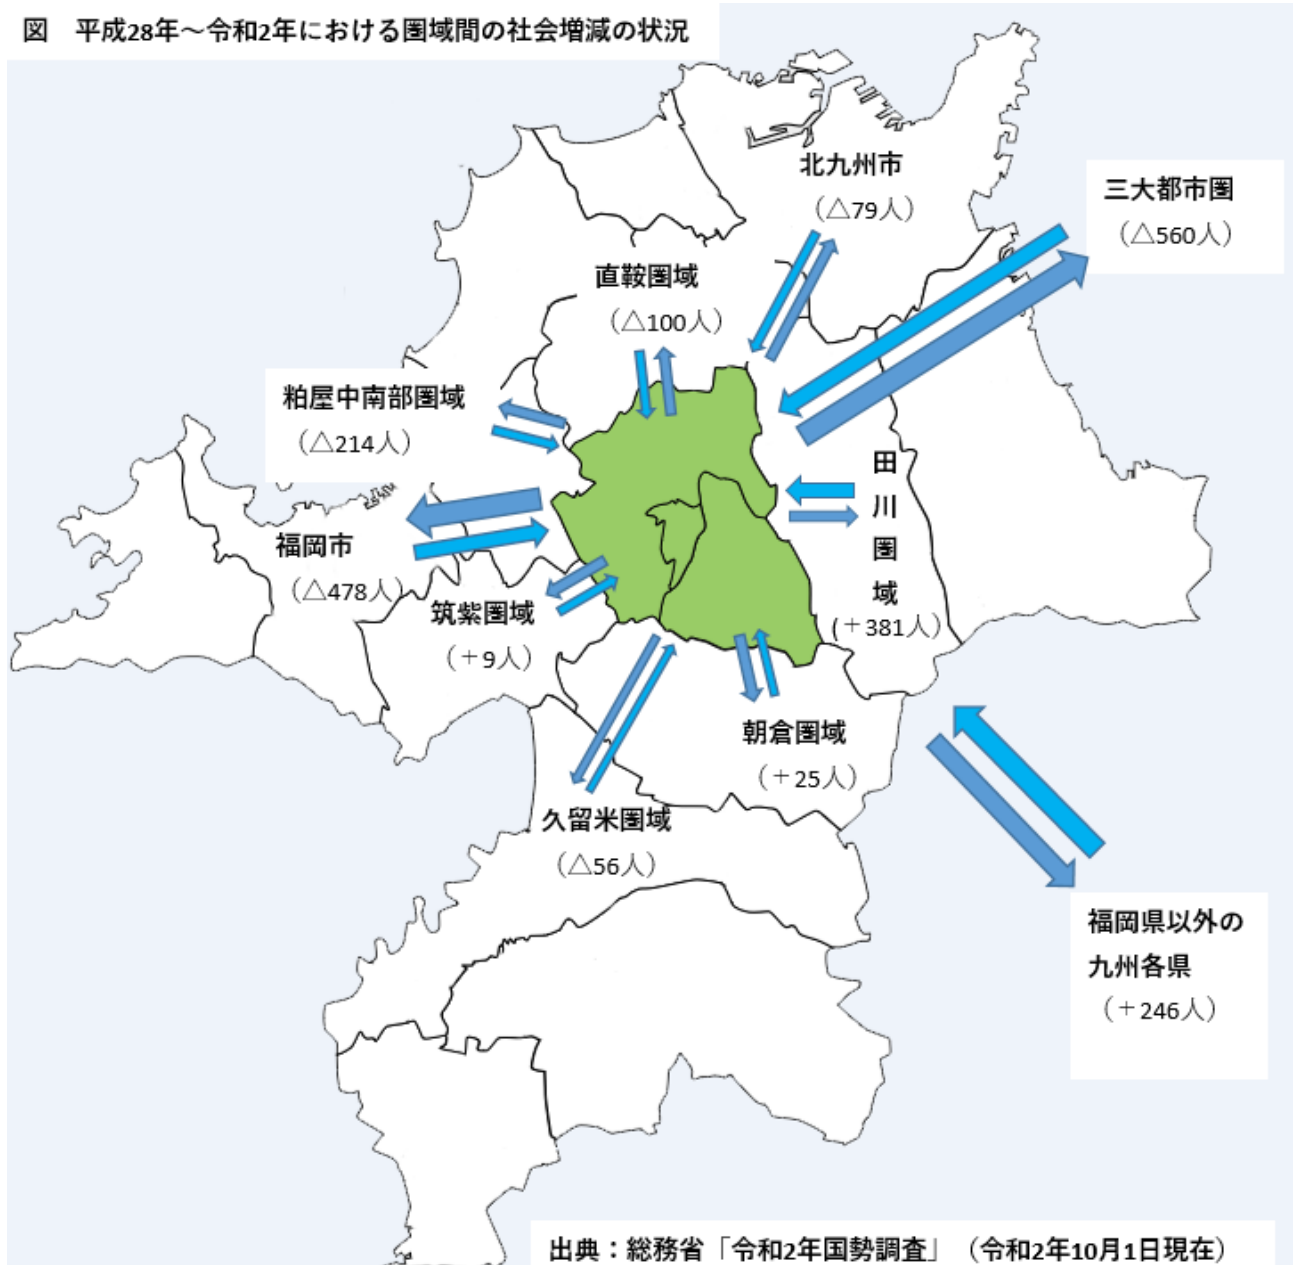 図　平成28年～令和2年における圏域間の社会増減の状況
北九州市
（△79人）
三大都市圏
（△560人）
直鞍圏域
（△100人）
粕屋中南部圏域
（△214人）
田川圏域
（＋381人）
福岡市
（△478人）
筑紫圏域
（＋9人）
朝倉圏域
（＋25人）
久留米圏域
（△56人）
福岡県以外の
九州各県
（＋246人）
出典：総務省「令和2年国勢調査」（令和2年10月1日現在）